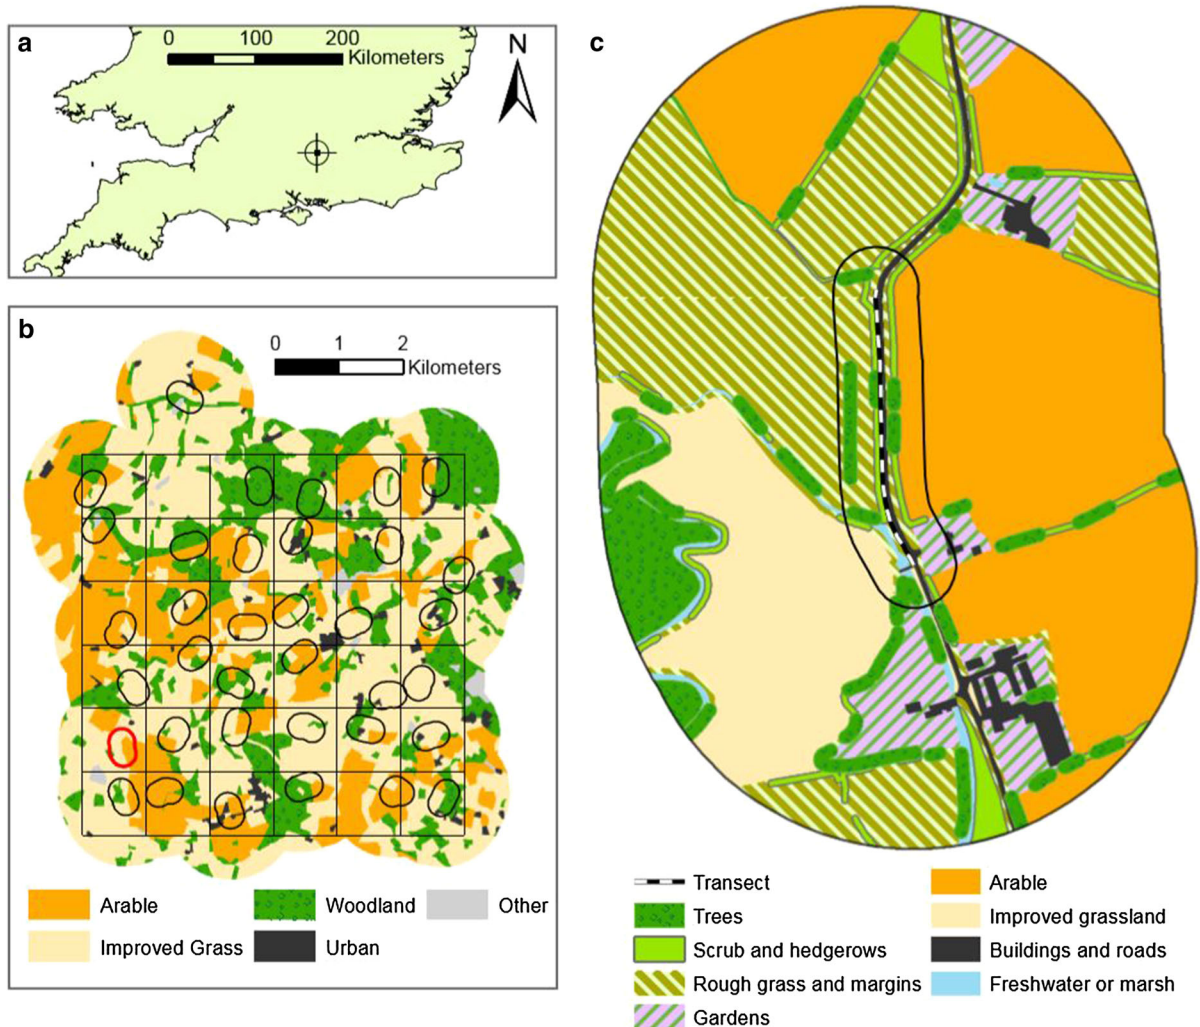 a
0 100 200
Kilometers
N
b
0 1 2
Kilometers
Arable
Woodland
Other
Improved Grass
Urban
c
Transect
Trees
Scrub and hedgerows
Rough grass and margins
Gardens
Arable
Improved grassland
Buildings and roads
Freshwater or marsh